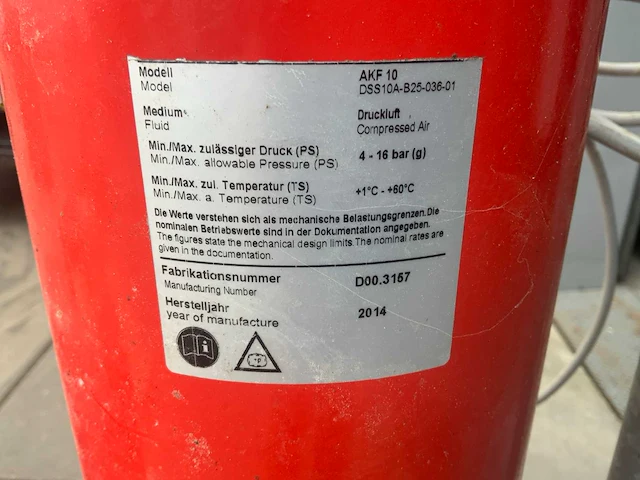 Modell AKF 10
Model DSS10A-B25-036-01
Medium Druckluft
Fluid Compressed Air
Min./Max. zulässiger Druck (PS)
Min./Max. allowable Pressure (PS) 4 - 16 bar (g)
Min./Max. zul. Temperatur (TS)
Min./Max. a. Temperature (TS) +1°C - +60°C
Die Werte verstehen sich als mechanische Belastungsgrenzen.Die
nominalen Betriebswerte sind in der Dokumentation angegeben.
The figures state the mechanical design limits.The nominal rates are
given in the documentation.
Fabrikationsnummer D00.3157
Manufacturing Number
Herstelljahr 2014
year of manufacture